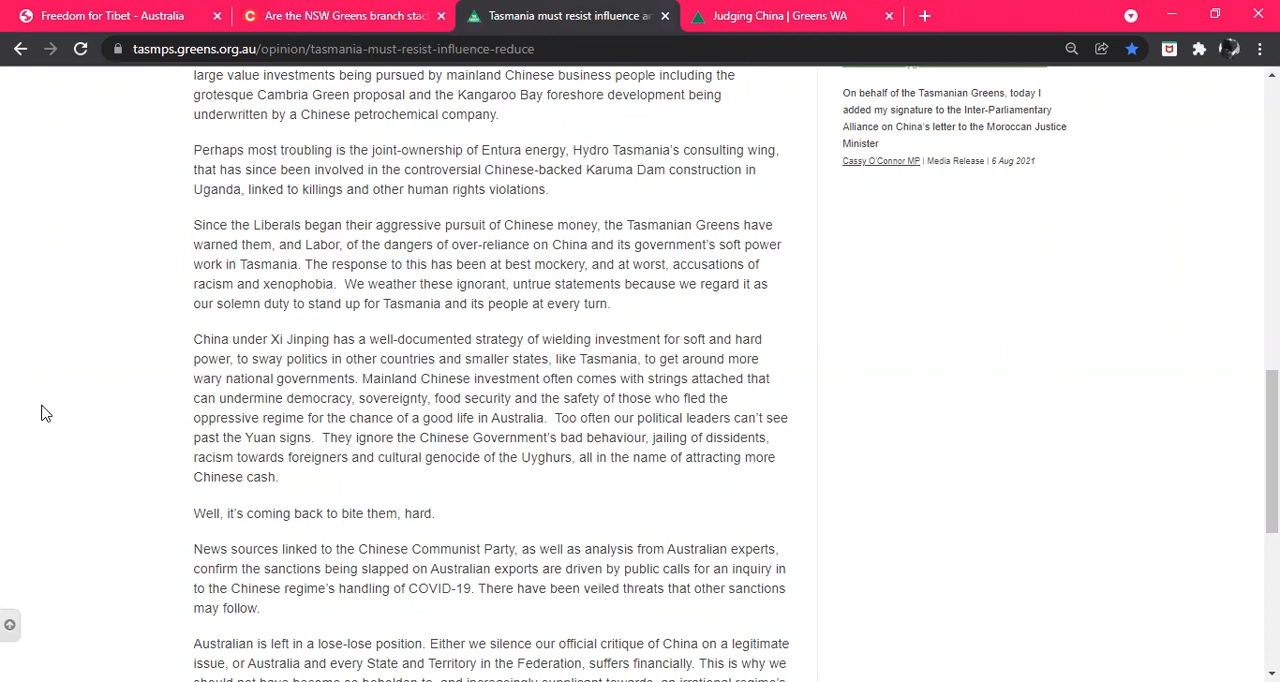 Freedom for Tibet - Australia
Are the NSW Greens branch stac
Tasmania must resist influence a
Judging China | Greens WA
tasmps.greens.org.au/opinion/tasmania-must-resist-influence-reduce
large value investments being pursued by mainland Chinese business people including the
grotesque Cambria Green proposal and the Kangaroo Bay foreshore development being
underwritten by a Chinese petrochemical company.
Perhaps most troubling is the joint-ownership of Entura energy, Hydro Tasmania's consulting wing,
that has since been involved in the controversial Chinese-backed Karuma Dam construction in
Uganda, linked to killings and other human rights violations.
Since the Liberals began their aggressive pursuit of Chinese money, the Tasmanian Greens have
warned them, and Labor, of the dangers of over-reliance on China and its government's soft power
work in Tasmania. The response to this has been at best mockery, and at worst, accusations of
racism and xenophobia.  We weather these ignorant, untrue statements because we regard it as
our solemn duty to stand up for Tasmania and its people at every turn.
China under Xi Jinping has a well-documented strategy of wielding investment for soft and hard
power, to sway politics in other countries and smaller states, like Tasmania, to get around more
wary national governments. Mainland Chinese investment often comes with strings attached that
can undermine democracy, sovereignty, food security and the safety of those who fled the
oppressive regime for the chance of a good life in Australia.  Too often our political leaders can't see
past the Yuan signs.  They ignore the Chinese Government's bad behaviour, jailing of dissidents,
racism towards foreigners and cultural genocide of the Uyghurs, all in the name of attracting more
Chinese cash.
Well, it's coming back to bite them, hard.
News sources linked to the Chinese Communist Party, as well as analysis from Australian experts,
confirm the sanctions being slapped on Australian exports are driven by public calls for an inquiry in
to the Chinese regime's handling of COVID-19. There have been veiled threats that other sanctions
may follow.
Australian is left in a lose-lose position. Either we silence our official critique of China on a legitimate
issue, or Australia and every State and Territory in the Federation, suffers financially. This is why we
should not have become so beholden to, and increasingly supplicant towards, an irrational regime's
On behalf of the Tasmanian Greens, today I
added my signature to the Inter-Parliamentary
Alliance on China's letter to the Moroccan Justice
Minister
Cassy O'Connor MP | Media Release | 6 Aug 2021